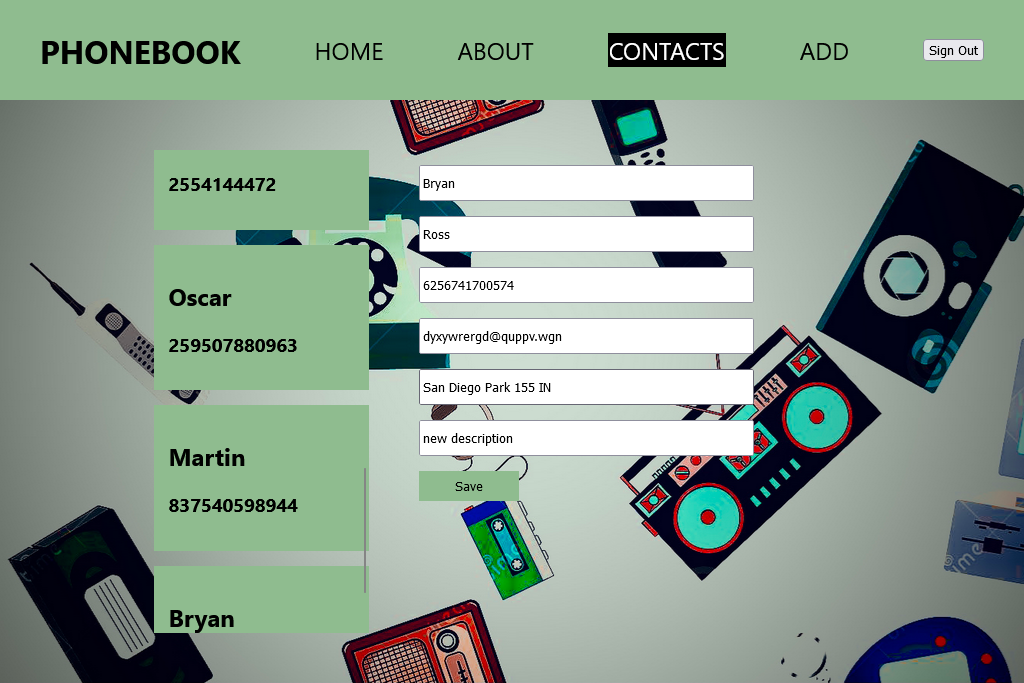 PHONEBOOK
HOME
ABOUT
CONTACTS
ADD
Sign Out
2554144472
Oscar
259507880963
Martin
837540598944
Bryan
Bryan
Ross
6256741700574
dyxywrergd@quppv.wgn
San Diego Park 155 IN
new description
Save